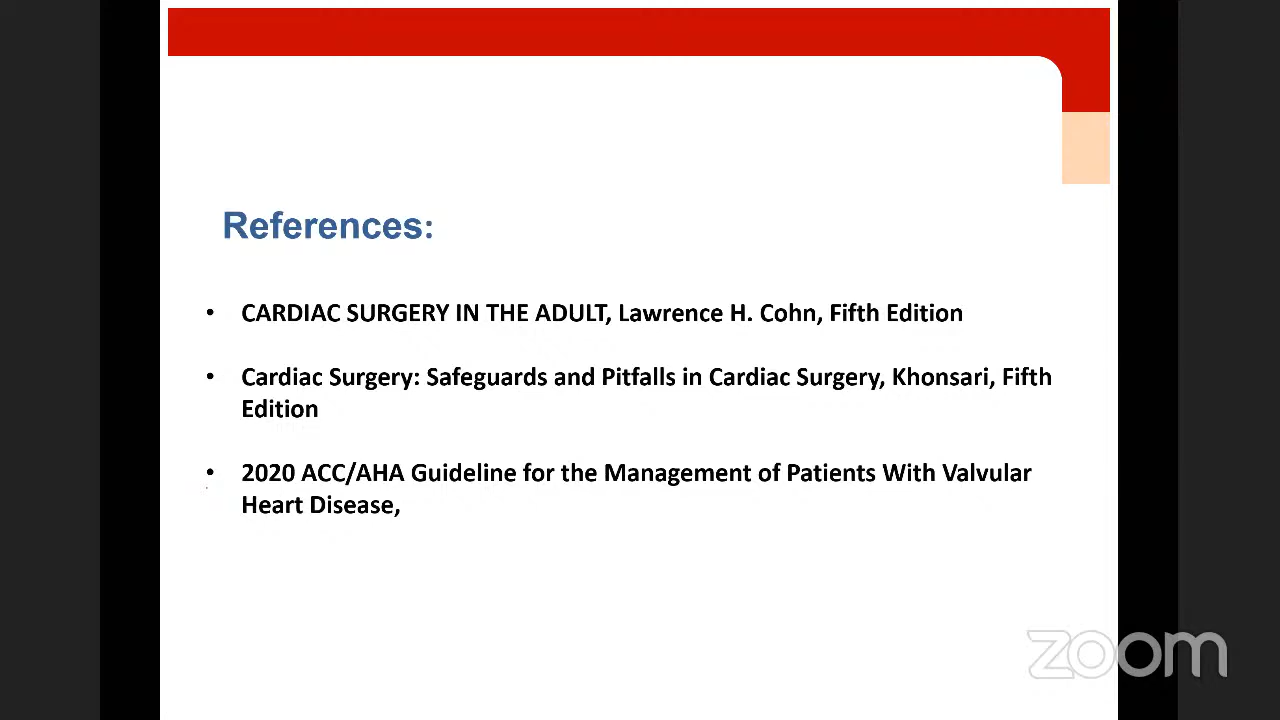 References:
• CARDIAC SURGERY IN THE ADULT, Lawrence H. Cohn, Fifth Edition
• Cardiac Surgery: Safeguards and Pitfalls in Cardiac Surgery, Khonsari, Fifth
Edition
• 2020 ACC/AHA Guideline for the Management of Patients With Valvular
Heart Disease,
zoom